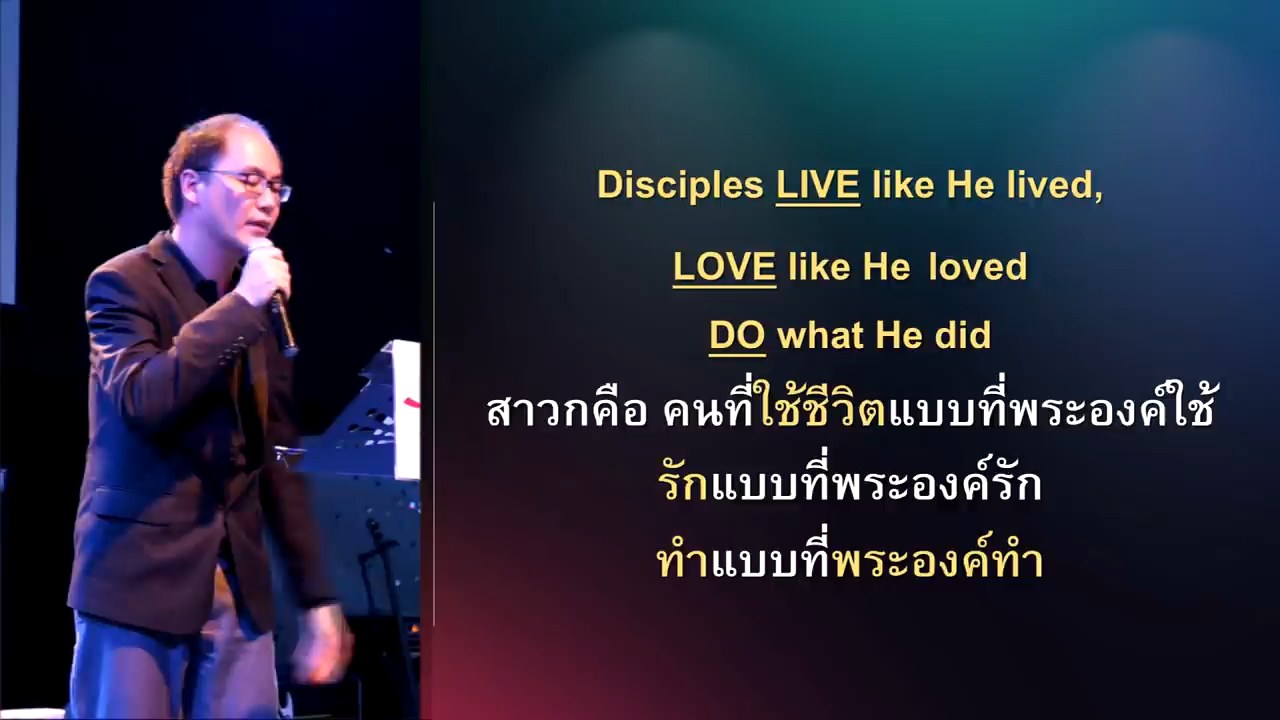 Disciples LIVE like He lived,
LOVE like He loved
DO what He did
สาวกคือ คนที่ใช้ชีวิตแบบที่พระองค์ใช้
รักแบบที่พระองค์รัก
ทำแบบที่พระองค์ทำ